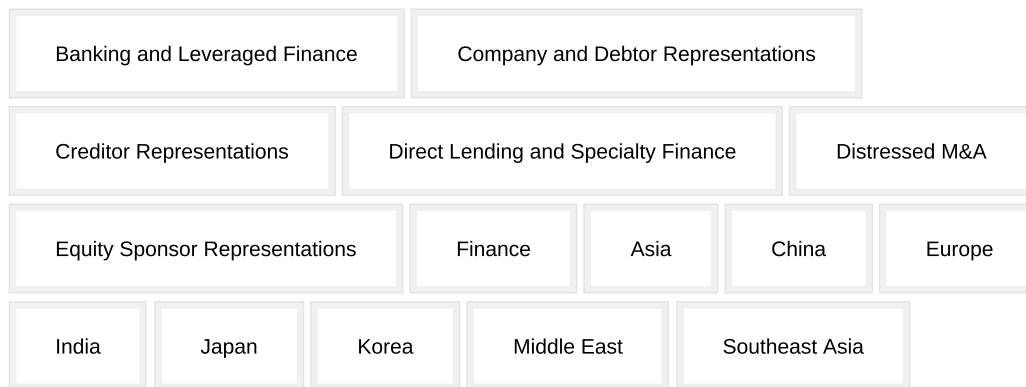 Banking and Leveraged Finance Company and Debtor Representations
Creditor Representations Direct Lending and Specialty Finance Distressed M&A
Equity Sponsor Representations Finance Asia China Europe
India Japan Korea Middle East Southeast Asia